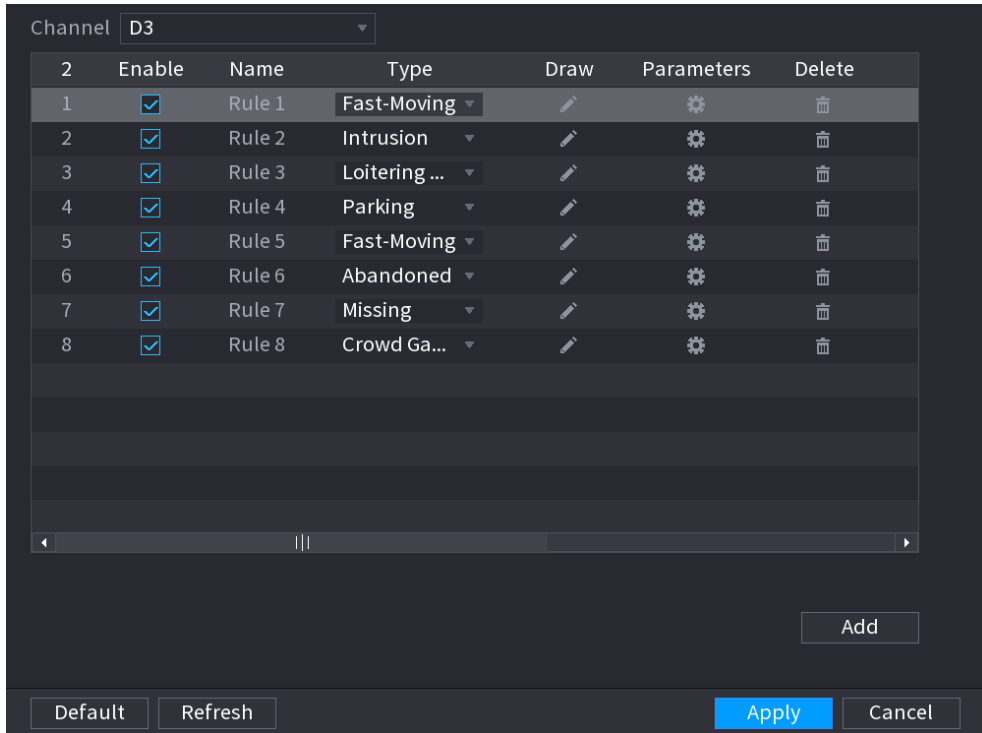 Channel D3
2 Enable Name Type Draw Parameters Delete
1 Rule 1 Fast-Moving
2 Rule 2 Intrusion
3 Rule 3 Loitering ...
4 Rule 4 Parking
5 Rule 5 Fast-Moving
6 Rule 6 Abandoned
7 Rule 7 Missing
8 Rule 8 Crowd Ga...
Add
Default Refresh Apply Cancel